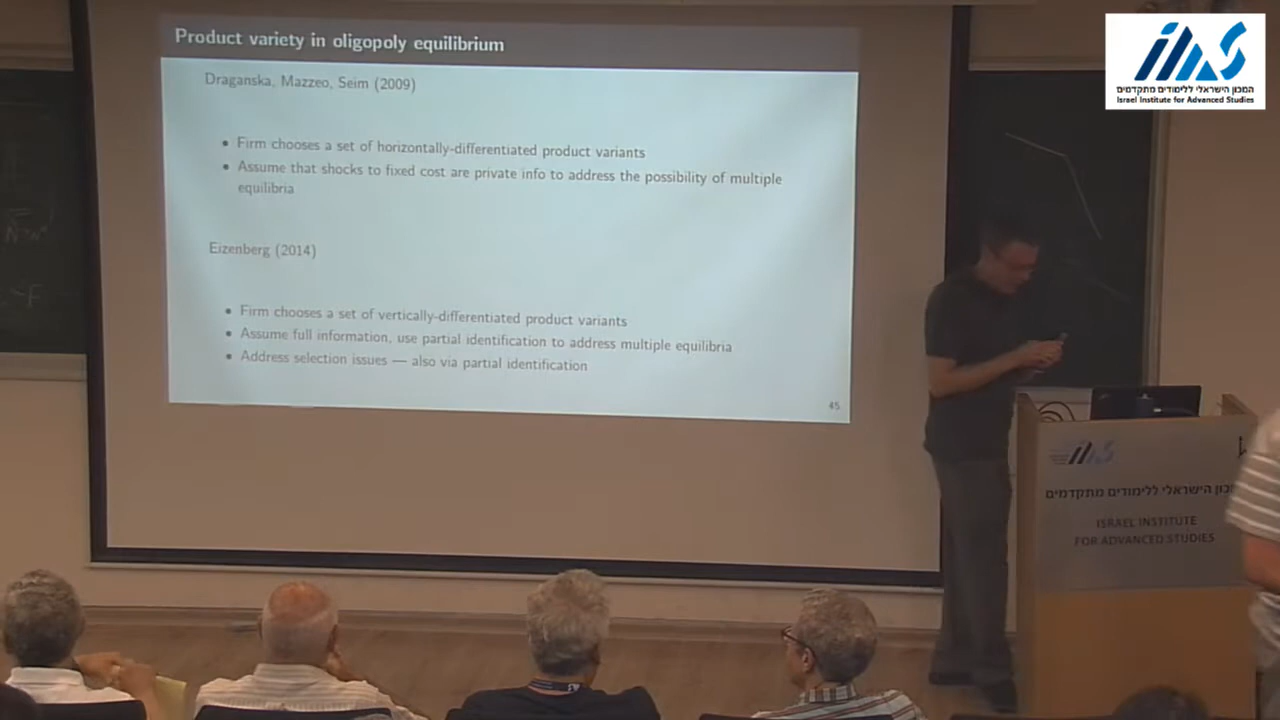 Product variety in oligopoly equilibrium
Draganska, Mazzeo, Seim (2009)
• Firm chooses a set of horizontally-differentiated product variants
• Assume that shocks to fixed cost are private info to address the possibility of multiple
equilibria
Eizenberg (2014)
• Firm chooses a set of vertically-differentiated product variants
• Assume full information, use partial identification to address multiple equilibria
• Address selection issues — also via partial identification
45
המכון הישראלי ללימודים מתקדמים
Israel Institute for Advanced Studies
הישראלי ללימודים מתקדמים
ISRAEL INSTITUTE
FOR ADVANCED STUDIES